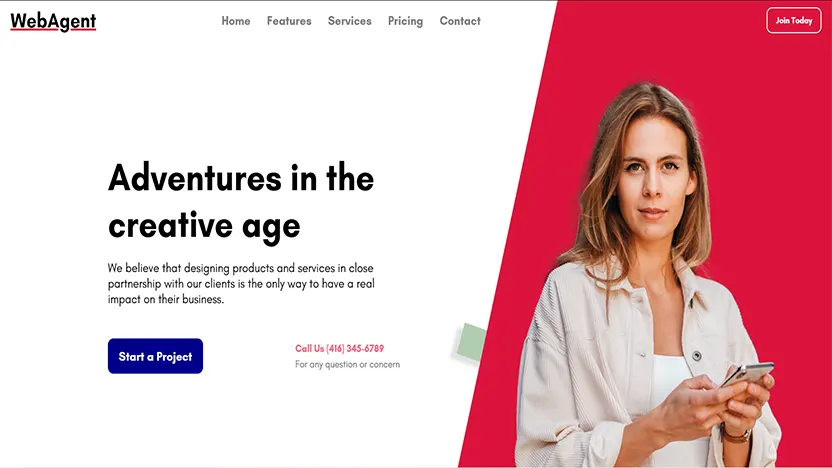 WebAgent
Home Features Services Pricing Contact
Join Today
Adventures in the
creative age
We believe that designing products and services in close
partnership with our clients is the only way to have a real
impact on their business.
Start a Project
Call Us (416) 345-6789
For any question or concern